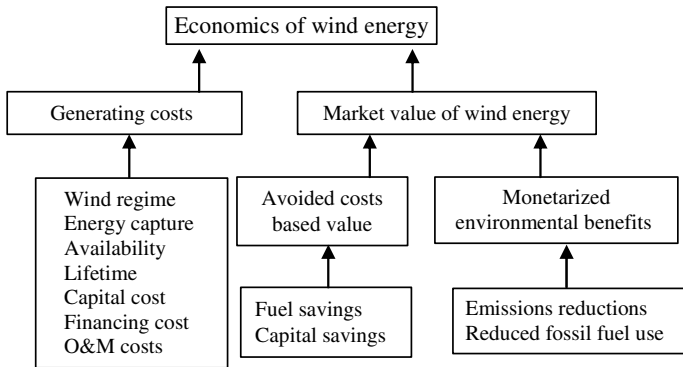 Economics of wind energy
Generating costs
Market value of wind energy
Wind regime
Energy capture
Availability
Lifetime
Capital cost
Financing cost
O&M costs
Avoided costs
based value
Monetarized
environmental benefits
Fuel savings
Capital savings
Emissions reductions
Reduced fossil fuel use